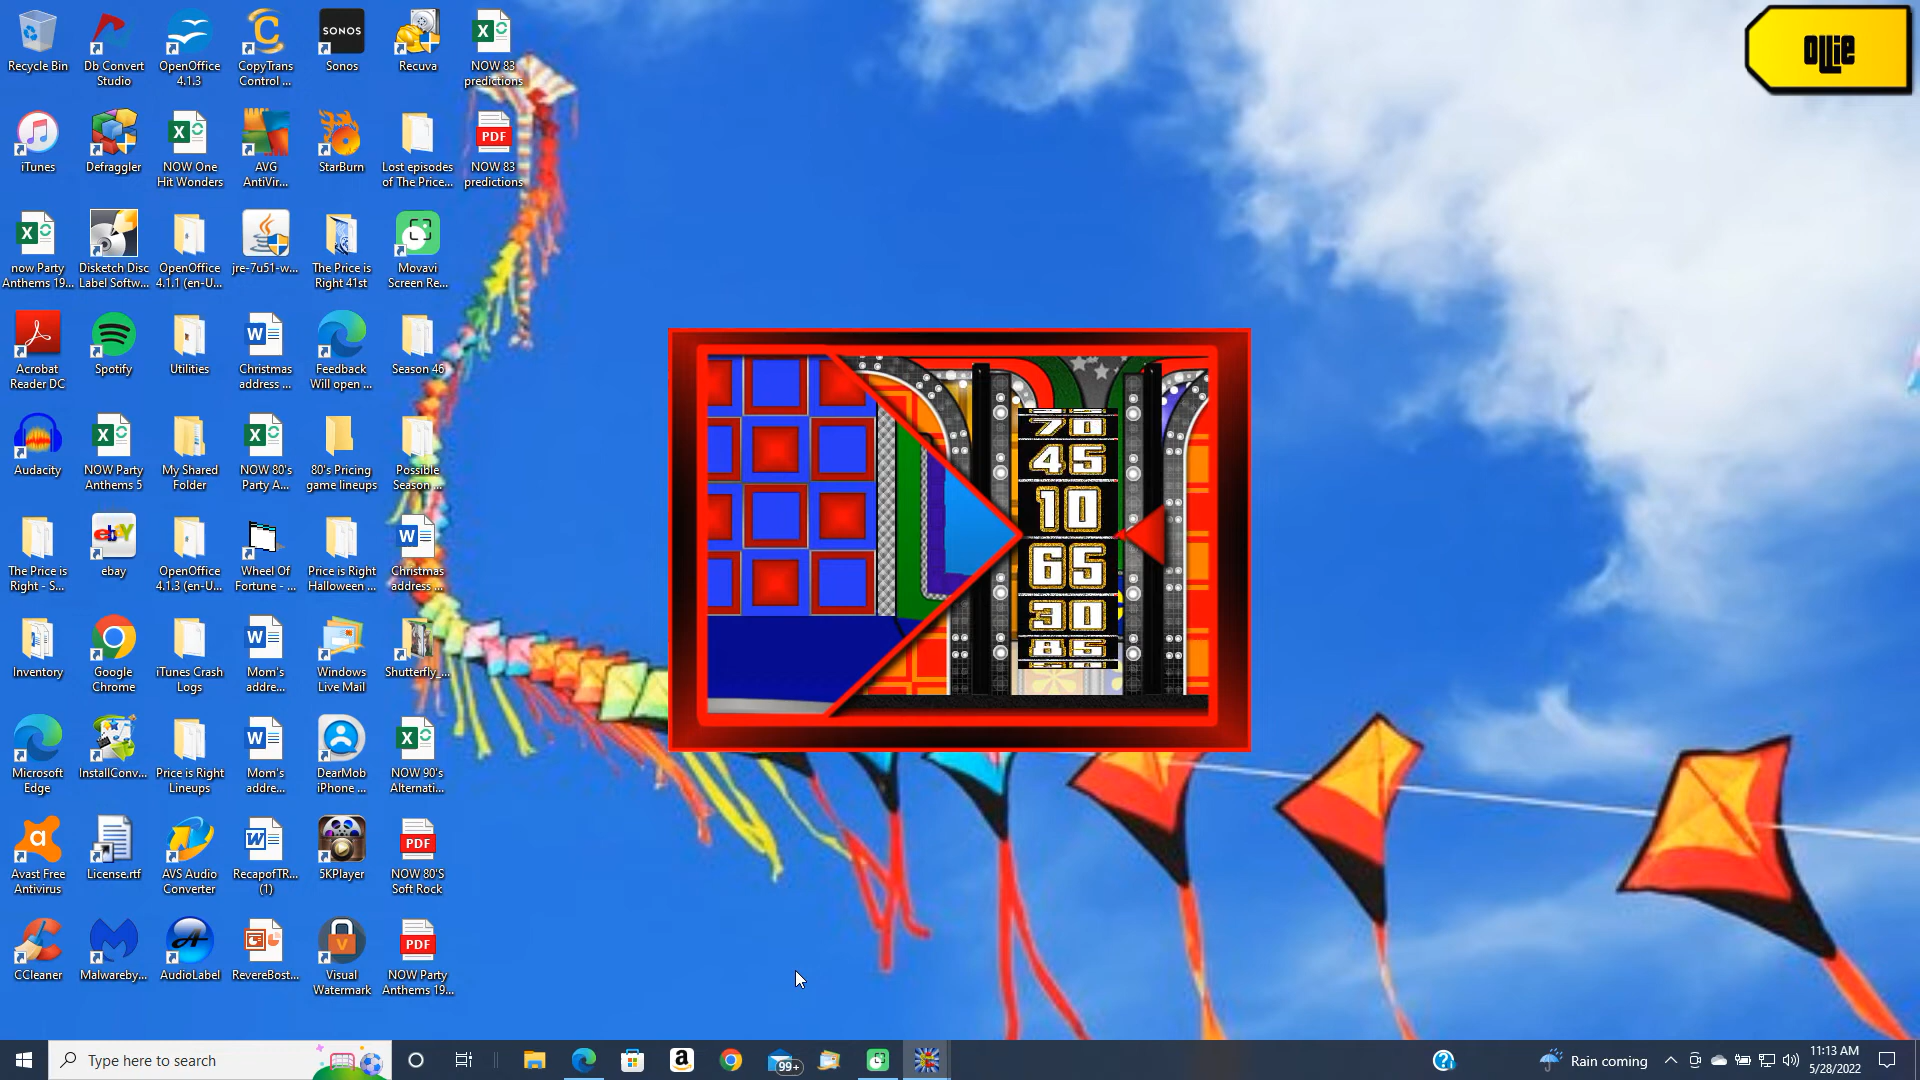 Recycle Bin
Db Convert
Studio
OpenOffice
4.1.3
CopyTrans
Control ...
SONOS
Sonos
Recuva
NOW 83
predictions
OLLIE
iTunes
Defraggler
NOW One
Hit Wonders
AVG
AntiVir...
StarBurn
Lost episodes
of The Price...
PDF
NOW 83
predictions
now Party
Anthems 19...
Disketch Disc
Label Softw...
OpenOffice
4.1.1 (en-U...
jre-7u51-w...
The Price is
Right 41st
Movavi
Screen Re...
Acrobat
Reader DC
Spotify
Utilities
Christmas
address ...
Feedback
Will open ...
Season 46
Audacity
NOW Party
Anthems 5
My Shared
Folder
NOW 80's
Party A...
80's Pricing
game lineups
Possible
Season ...
70
45
10
65
30
85
The Price is
Right - S...
ebay
ebay
OpenOffice
4.1.3 (en-U...
Wheel Of
Fortune - ...
Price is Right
Halloween ...
Christmas
address ...
Inventory
Google
Chrome
iTunes Crash
Logs
Mom's
addre...
Windows
Live Mail
Shutterfly_...
Microsoft
Edge
InstallConv...
Price is Right
Lineups
Mom's
addre...
DearMob
iPhone ...
NOW 90's
Alternati...
Avast Free
Antivirus
License.rtf
AVS Audio
Converter
RecapofTR...
(1)
5KPlayer
PDF
NOW 80'S
Soft Rock
CCleaner
Malwareby...
AudioLabel
RevereBost...
Visual
Watermark
PDF
NOW Party
Anthems 19...
Type here to search
99+
Rain coming
11:13 AM
5/28/2022